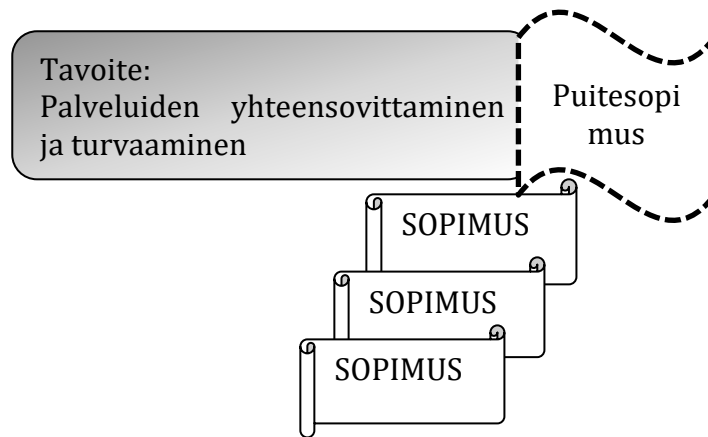 Tavoite:
Palveluiden yhteensovittaminen
ja turvaaminen
Puitesopi
mus
SOPIMUS
SOPIMUS
SOPIMUS